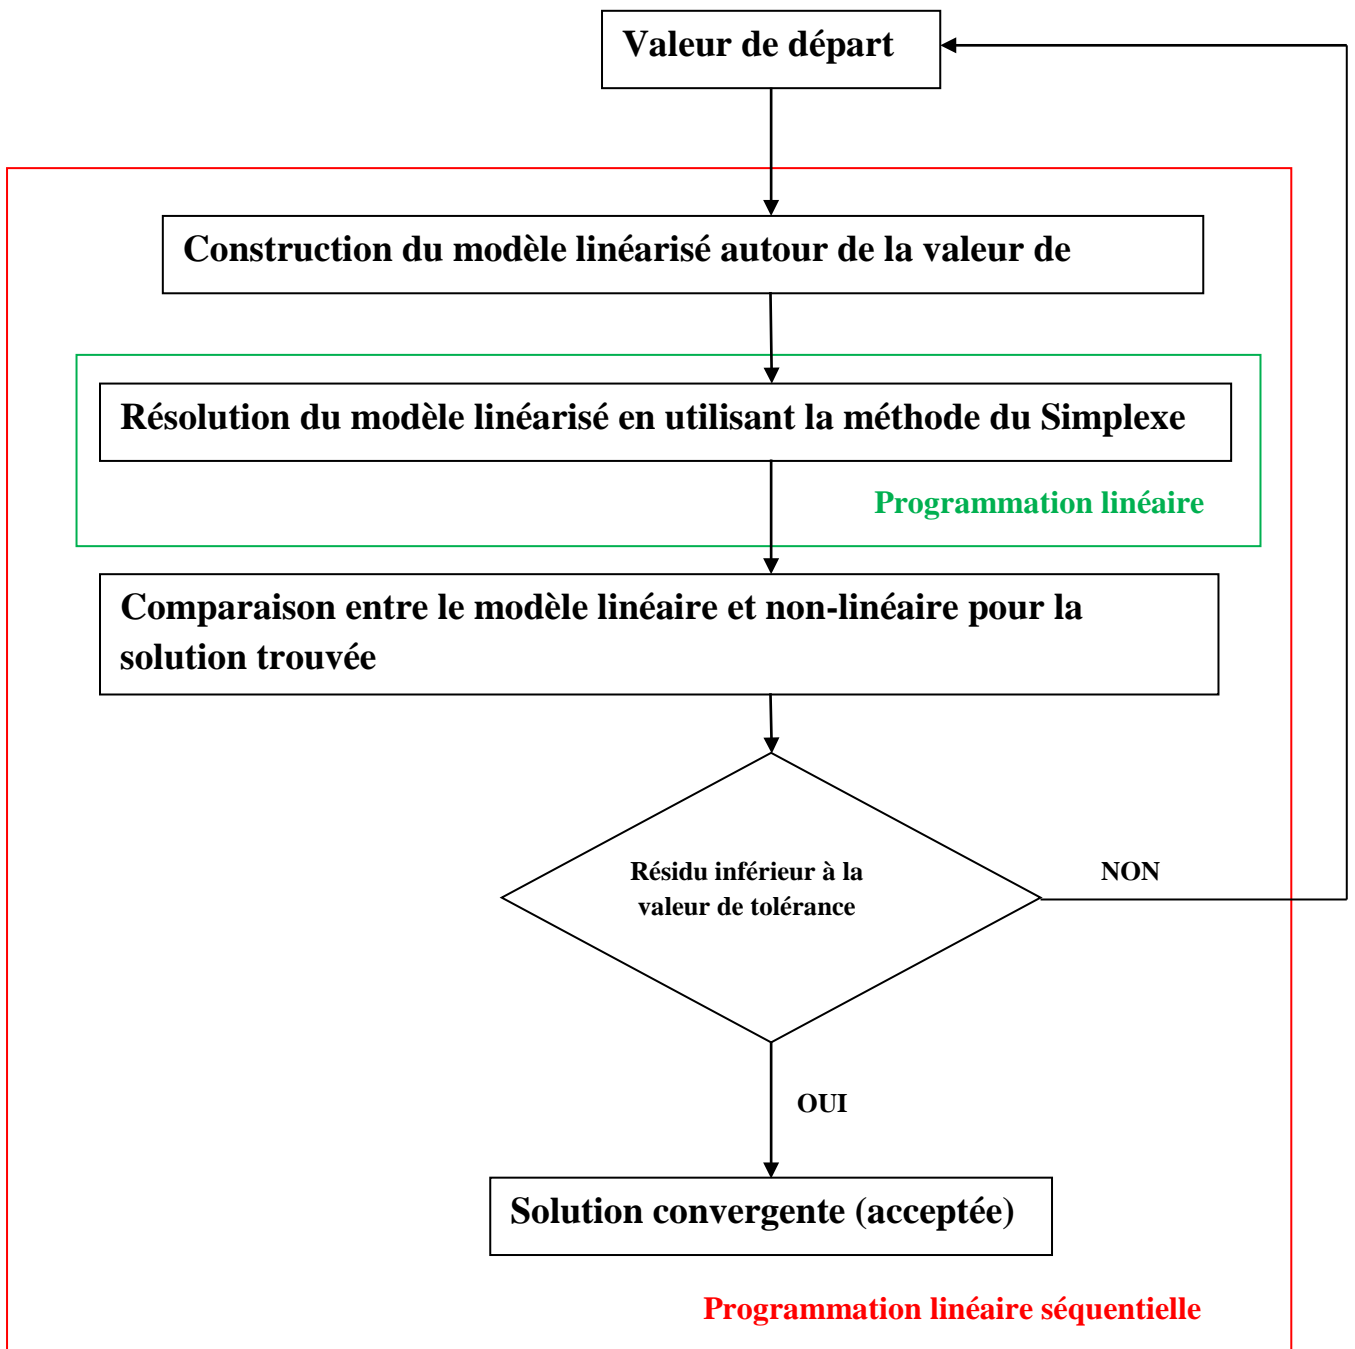 Valeur de départ
Construction du modèle linéarisé autour de la valeur de
Résolution du modèle linéarisé en utilisant la méthode du Simplexe
Programmation linéaire
Comparaison entre le modèle linéaire et non-linéaire pour la
solution trouvée
Résidu inférieur à la
valeur de tolérance
NON
OUI
Solution convergente (acceptée)
Programmation linéaire séquentielle